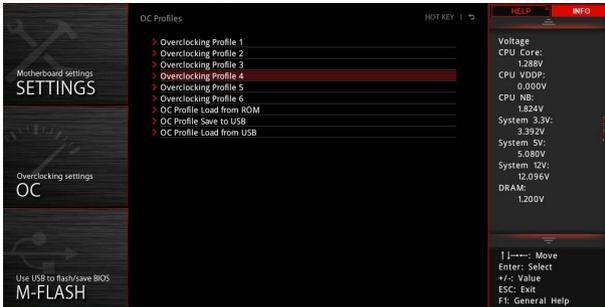 OC Profiles
HOT KEY |
HELP
INFO
Motherboard settings
SETTINGS
Overclocking settings
OC
Use USB to flash/save BIOS
M-FLASH
Overclocking Profile 1
Overclocking Profile 2
Overclocking Profile 3
Overclocking Profile 4
Overclocking Profile 5
Overclocking Profile 6
OC Profile Load from ROM
OC Profile Save to USB
OC Profile Load from USB
Voltage
CPU Core:
1.288V
CPU VDDP:
0.000V
CPU NB:
1.824V
System 3.3V:
3.392V
System 5V:
5.080V
System 12V:
12.096V
DRAM:
1.200V
↑↓→←: Move
Enter: Select
+/-: Value
ESC: Exit
F1: General Help